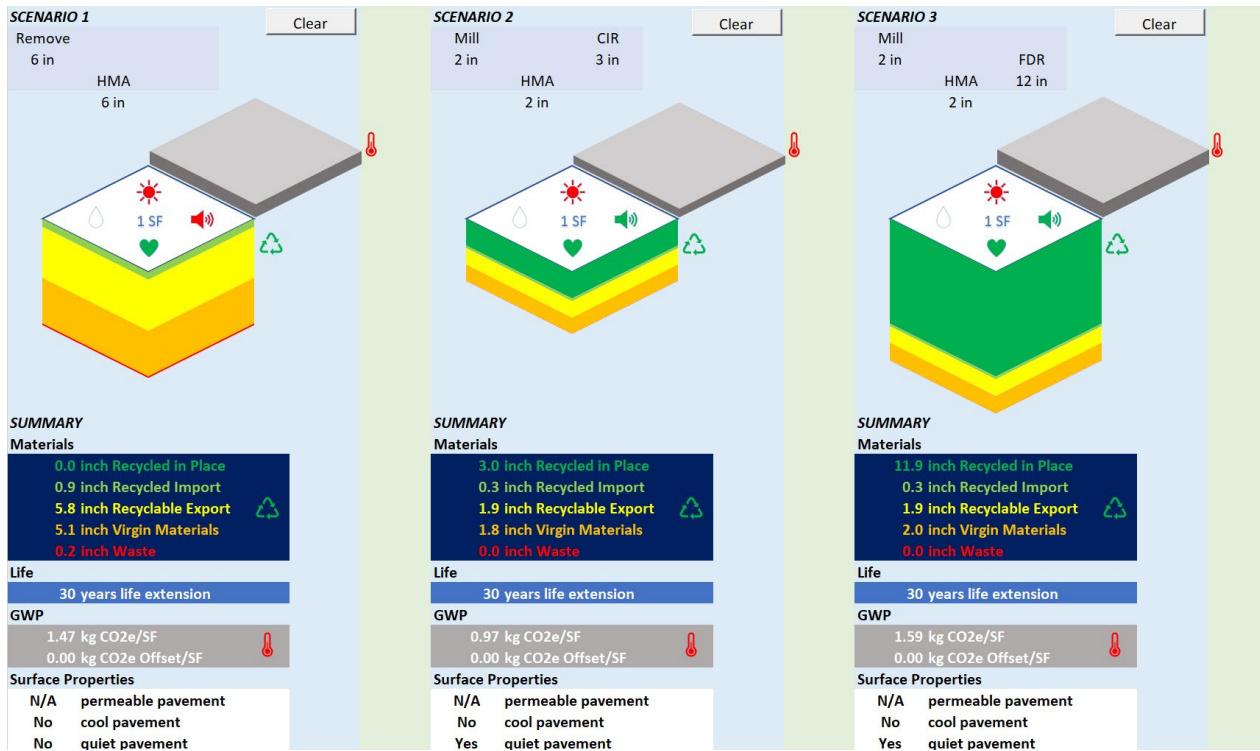 SCENARIO 1
Clear
Remove
6 in
HMA
6 in
1 SF
SUMMARY
Materials
0.0 inch Recycled in Place
0.9 inch Recycled Import
5.8 inch Recyclable Export
5.1 inch Virgin Materials
0.2 inch Waste
Life
30 years life extension
GWP
1.47 kg CO2e/SF
0.00 kg CO2e Offset/SF
Surface Properties
N/A permeable pavement
No cool pavement
No quiet pavement
SCENARIO 2
Clear
Mill CIR
2 in 3 in
HMA
2 in
1 SF
SUMMARY
Materials
3.0 inch Recycled in Place
0.3 inch Recycled Import
1.9 inch Recyclable Export
1.8 inch Virgin Materials
0.0 inch Waste
Life
30 years life extension
GWP
0.97 kg CO2e/SF
0.00 kg CO2e Offset/SF
Surface Properties
N/A permeable pavement
No cool pavement
Yes quiet pavement
SCENARIO 3
Clear
Mill
2 in FDR
HMA 12 in
2 in
1 SF
SUMMARY
Materials
11.9 inch Recycled in Place
0.3 inch Recycled Import
1.9 inch Recyclable Export
2.0 inch Virgin Materials
0.0 inch Waste
Life
30 years life extension
GWP
1.59 kg CO2e/SF
0.00 kg CO2e Offset/SF
Surface Properties
N/A permeable pavement
No cool pavement
Yes quiet pavement